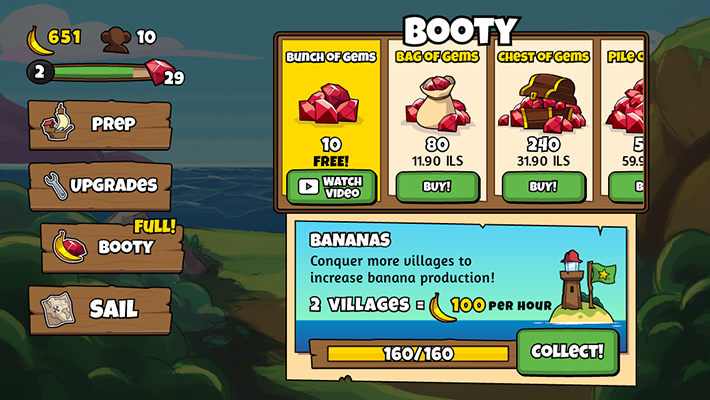 651
10
2
29
PREP
UPGRADES
FULL!
BOOTY
SAIL
BOOTY
BUNCH OF GEMS
10
FREE!
WATCH
VIDEO
BAG OF GEMS
80
11.90 ILS
BUY!
CHEST OF GEMS
240
31.90 ILS
BUY!
PILE O
5
59.9
B
BANANAS
Conquer more villages to
increase banana production!
2 VILLAGES = 100 PER HOUR
160/160
COLLECT!